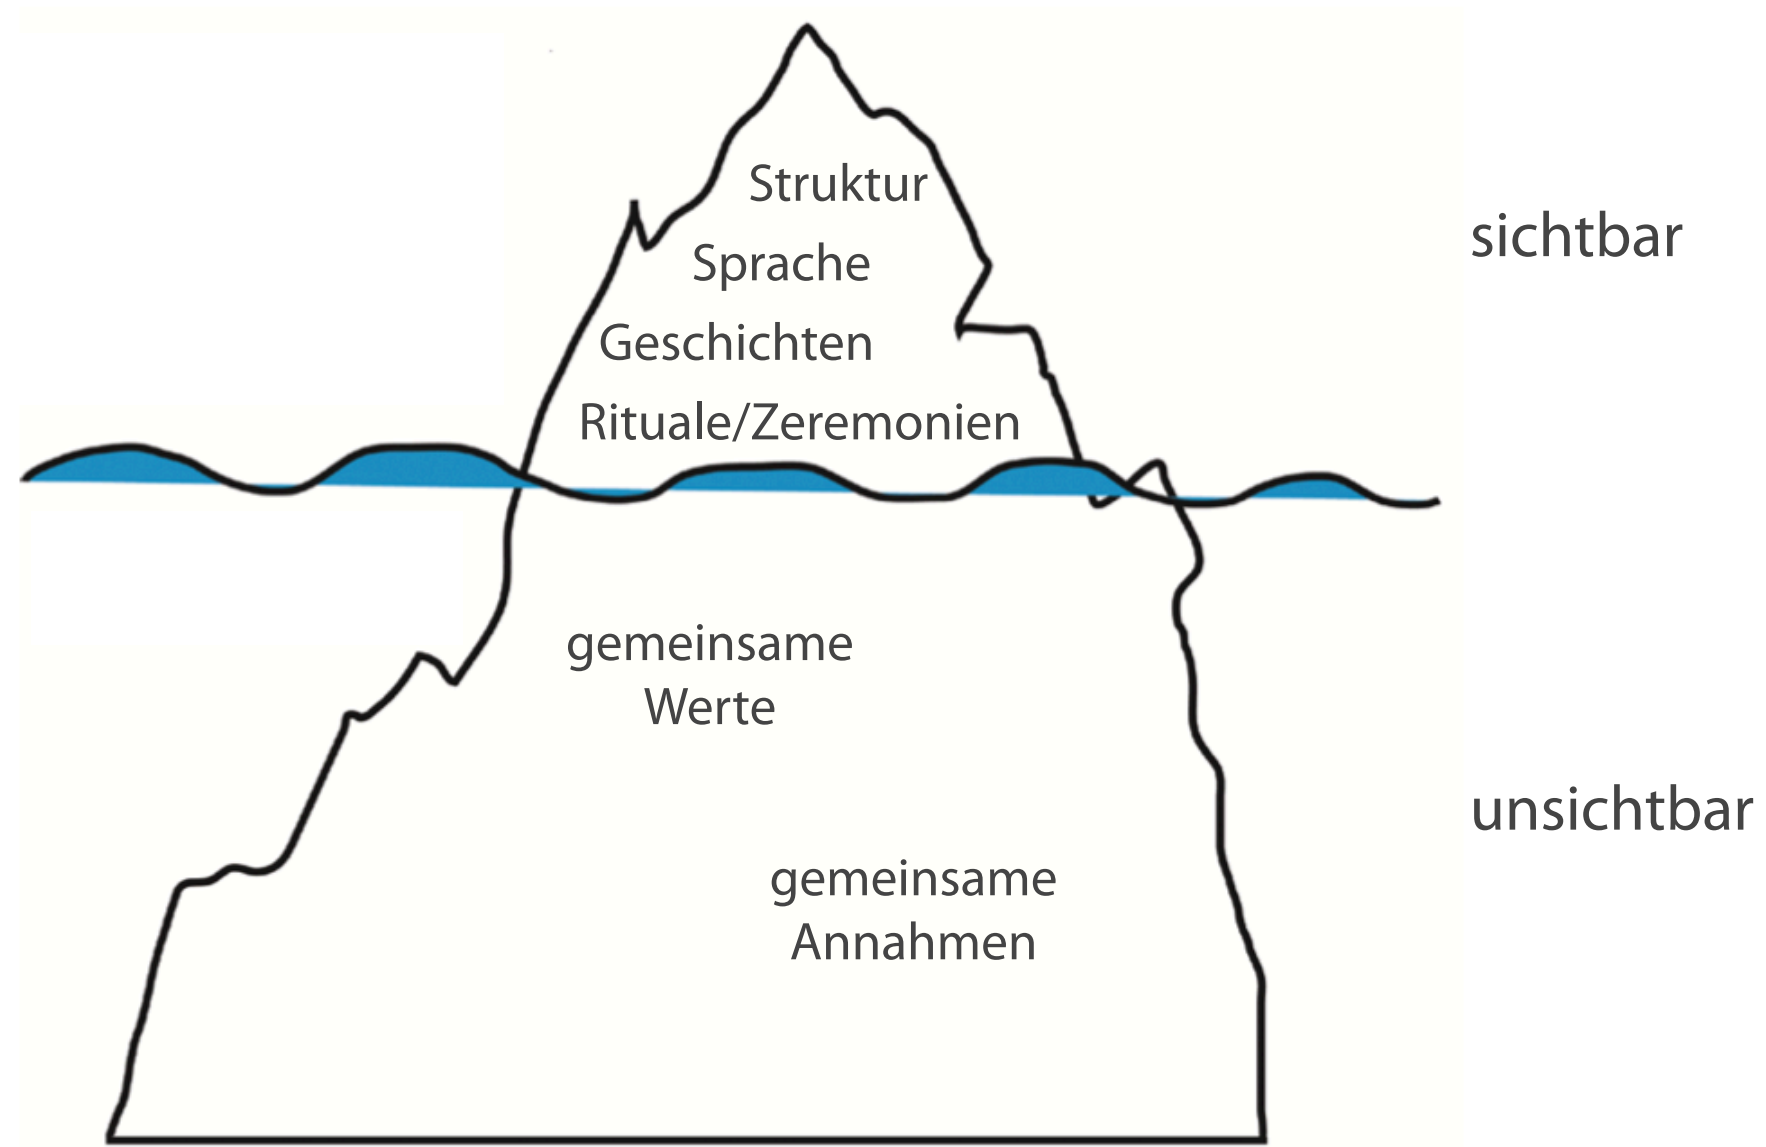 Struktur
sichtbar
Sprache
Geschichten
Rituale/Zeremonien
gemeinsame
Werte
unsichtbar
gemeinsame
Annahmen